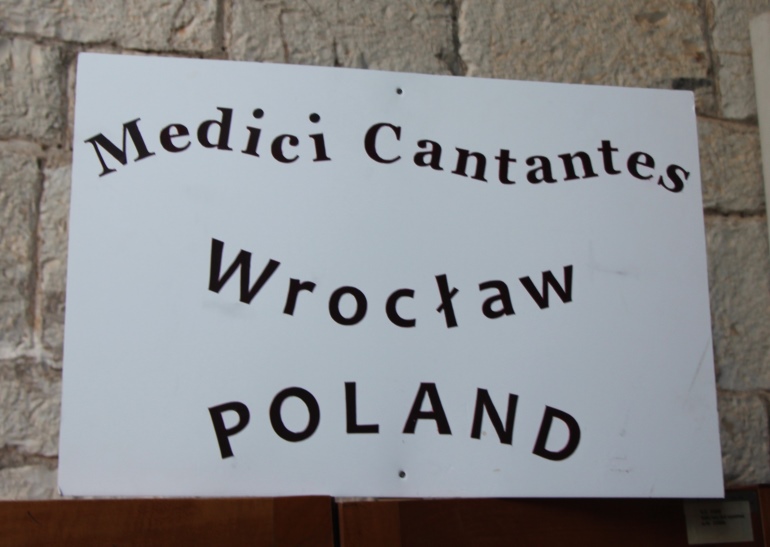 Medici Cantantes
Wrocław
POLAND